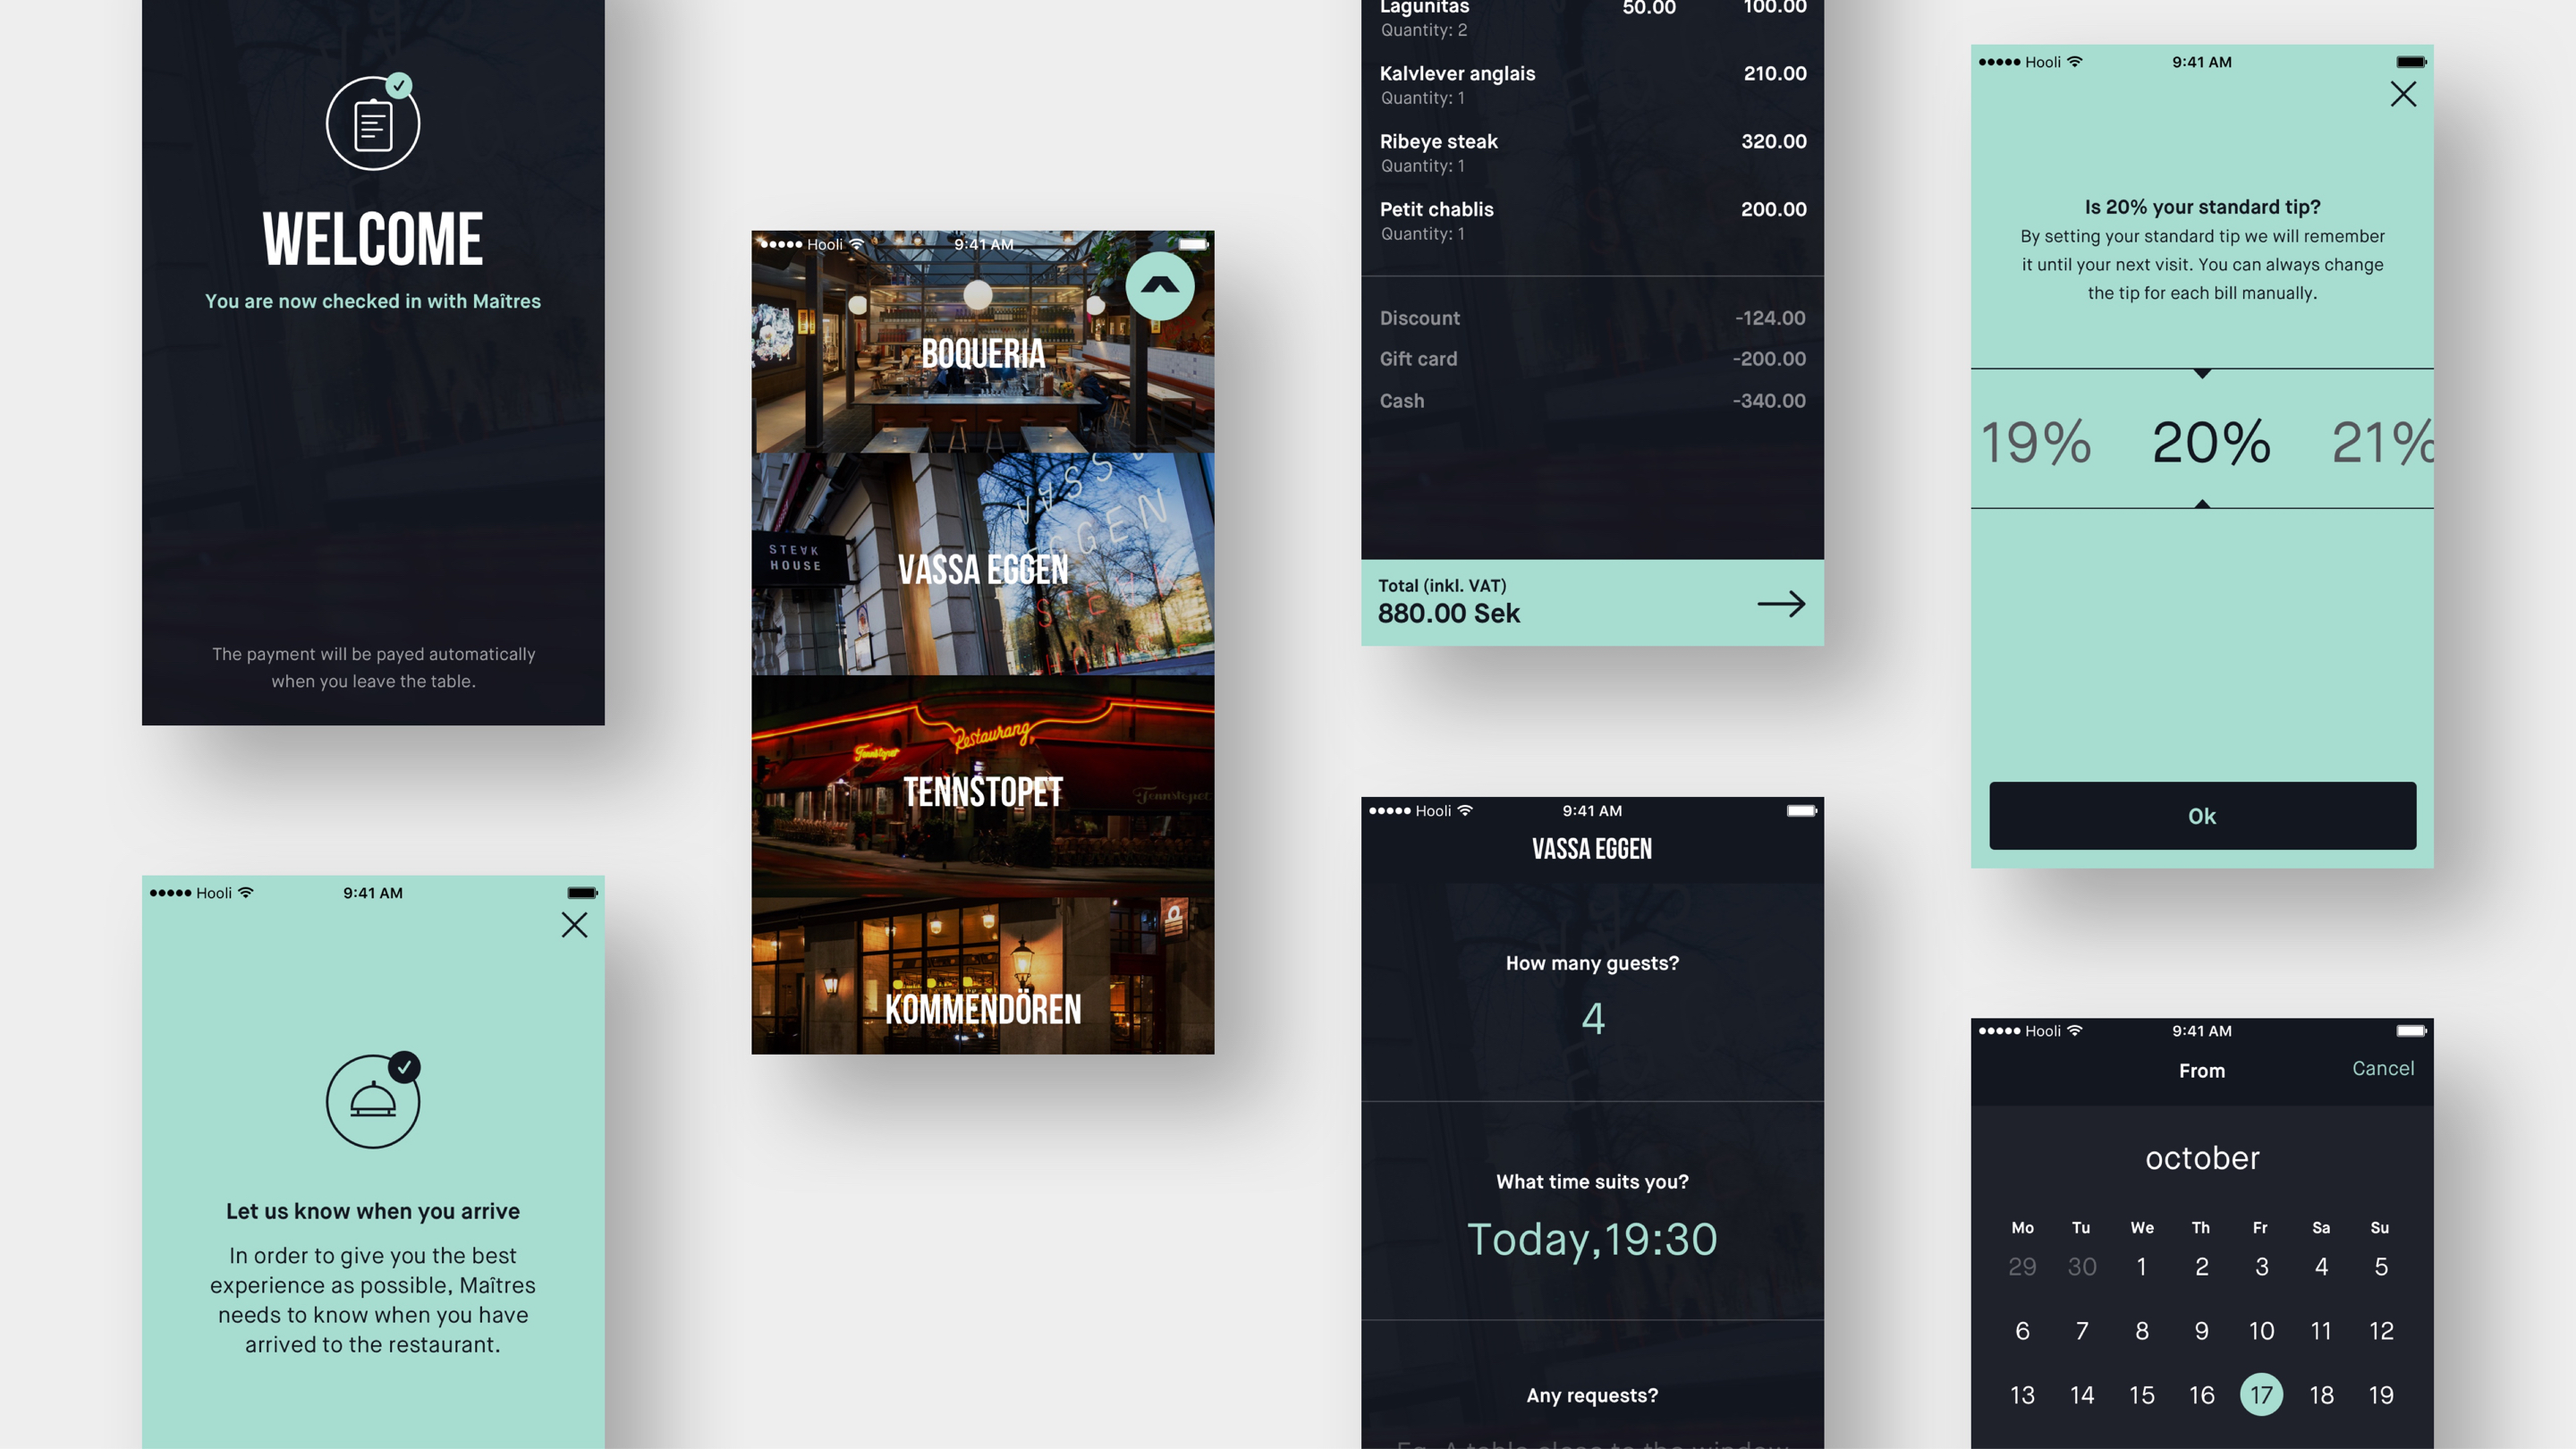 WELCOME
You are now checked in with Maîtres
The payment will be payed automatically
when you leave the table.
Hooli 9:41 AM
Let us know when you arrive
In order to give you the best
experience as possible, Maîtres
needs to know when you have
arrived to the restaurant.
Hooli 9:41 AM
BOQUERIA
STEAK
HOUSE
VASSA
EGGEN
VASSA EGGEN
Restaurang
Tennstopet
TENNSTOPET
Tennstopet
KOMMENDÖREN
Lagunitas 50.00 100.00
Quantity: 2
Kalvlever anglais 210.00
Quantity: 1
Ribeye steak 320.00
Quantity: 1
Petit chablis 200.00
Quantity: 1
Discount -124.00
Gift card -200.00
Cash -340.00
Total (inkl. VAT)
880.00 Sek
Hooli 9:41 AM
VASSA EGGEN
How many guests?
4
What time suits you?
Today,19:30
Any requests?
Eg. A table close to the window
Hooli 9:41 AM
Is 20% your standard tip?
By setting your standard tip we will remember
it until your next visit. You can always change
the tip for each bill manually.
19% 20% 21%
Ok
Hooli 9:41 AM
From Cancel
october
Mo Tu We Th Fr Sa Su
29 30 1 2 3 4 5
6 7 8 9 10 11 12
13 14 15 16 17 18 19